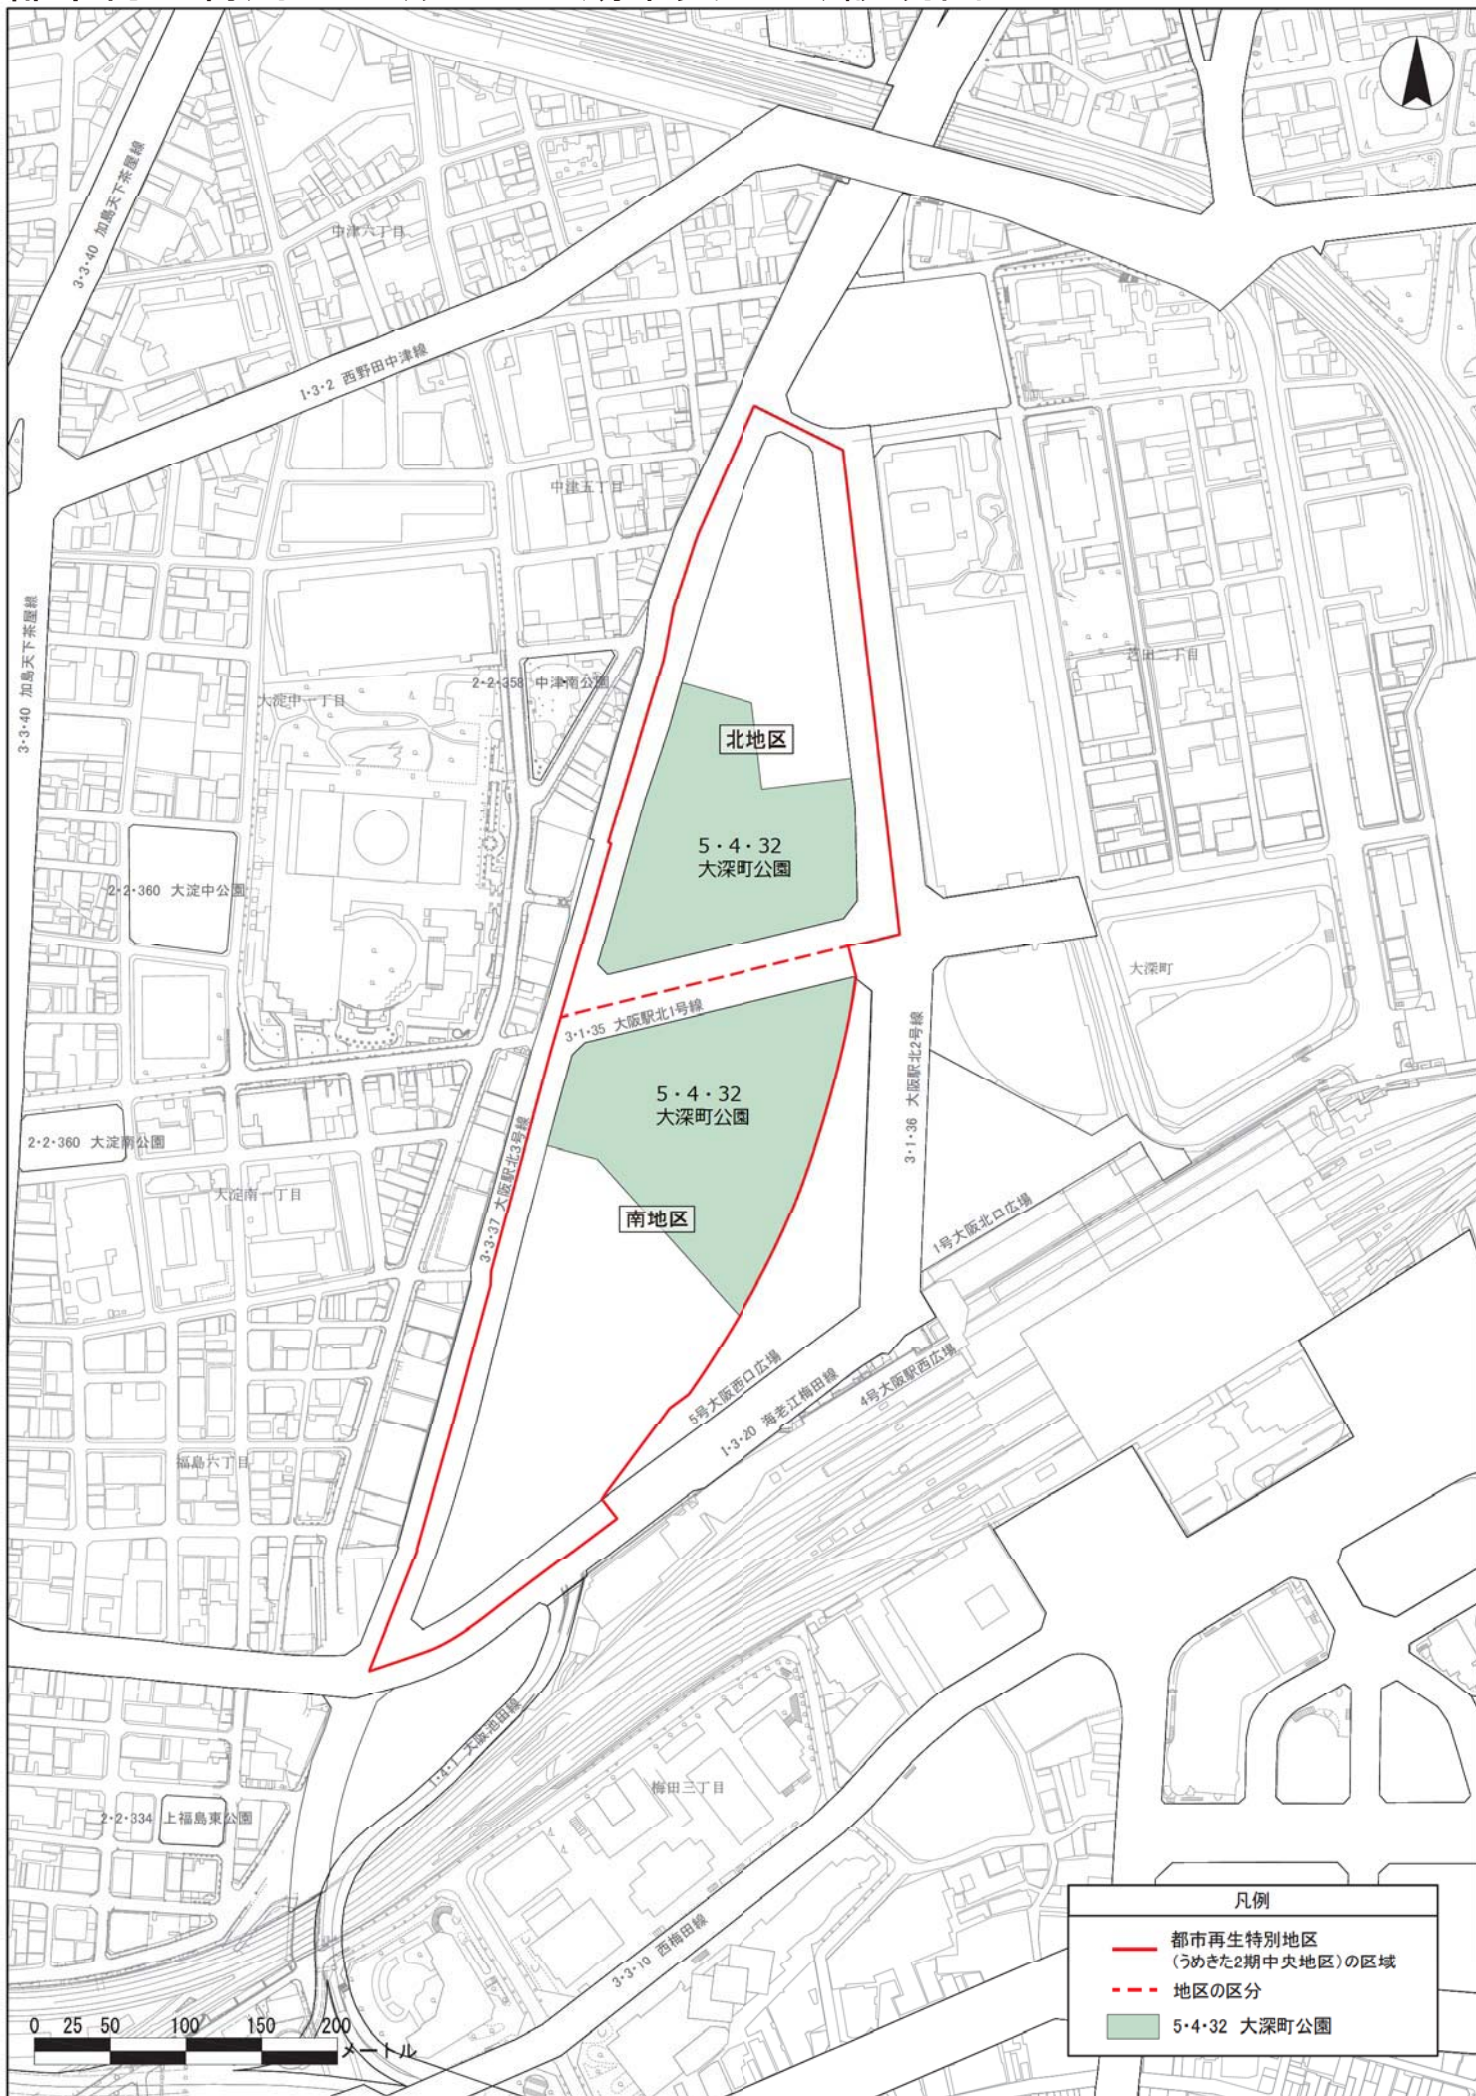 3・3・40 加島天下茶屋線
中津六丁目
1・3・2 西野田中津線
中津五丁目
3・3・40 加島天下茶屋線
2・2・358 中津南公園
大淀中一丁目
芝田二丁目
北地区
5・4・32
大深町公園
2・2・360 大淀中公園
大深町
3・1・35 大阪駅北1号線
3・1・36 大阪駅北2号線
5・4・32
大深町公園
2・2・360 大淀南公園
3・3・37 大阪駅北3号線
大淀南一丁目
南地区
1号大阪北口広場
5号大阪西口広場
1・3・20 海老江梅田線
4号大阪駅西広場
福島六丁目
1・4・1 大阪池田線
梅田三丁目
2・2・334 上福島東公園
3・3・10 西梅田線
凡例
都市再生特別地区
(うめきた2期中央地区)の区域
地区の区分
5・4・32 大深町公園
0 25 50 100 150 200
メートル